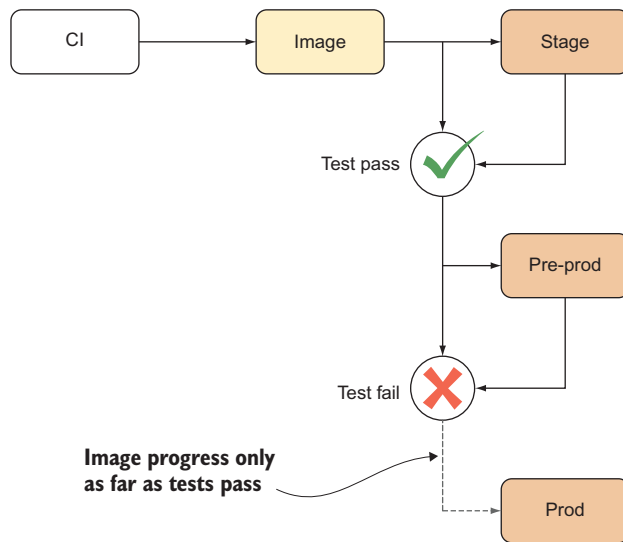 CI
Image
Stage
Test pass
Pre-prod
Test fail
Image progress only
as far as tests pass
Prod